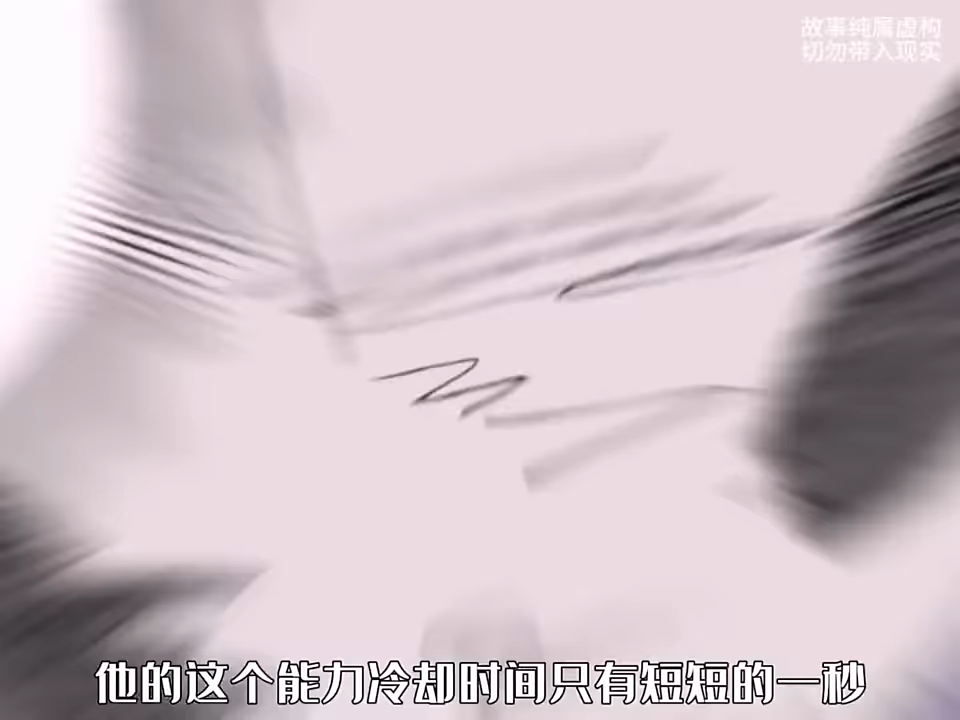 故事纯属虚构
切勿带入现实
他的这个能力冷却时间只有短短的一秒